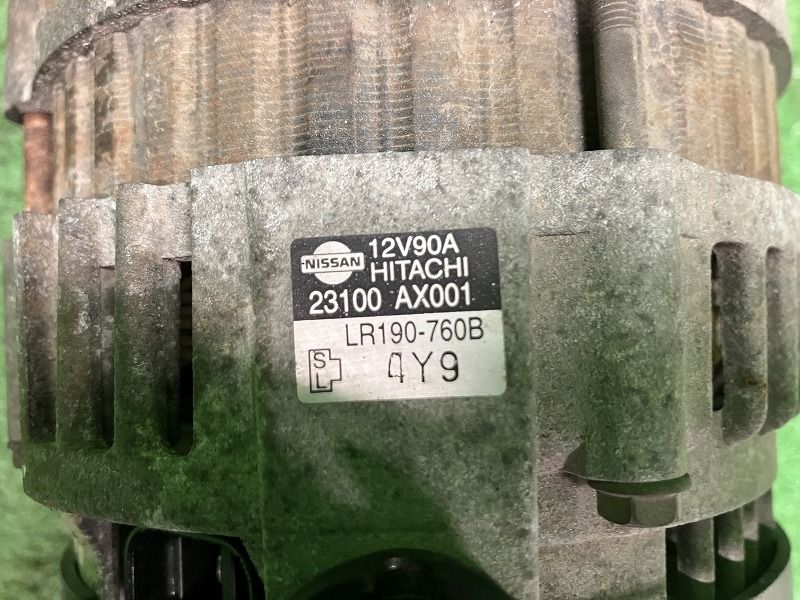 NISSAN 12V90A
HITACHI
23100 AX001
LR190-760B
S
L 4Y9